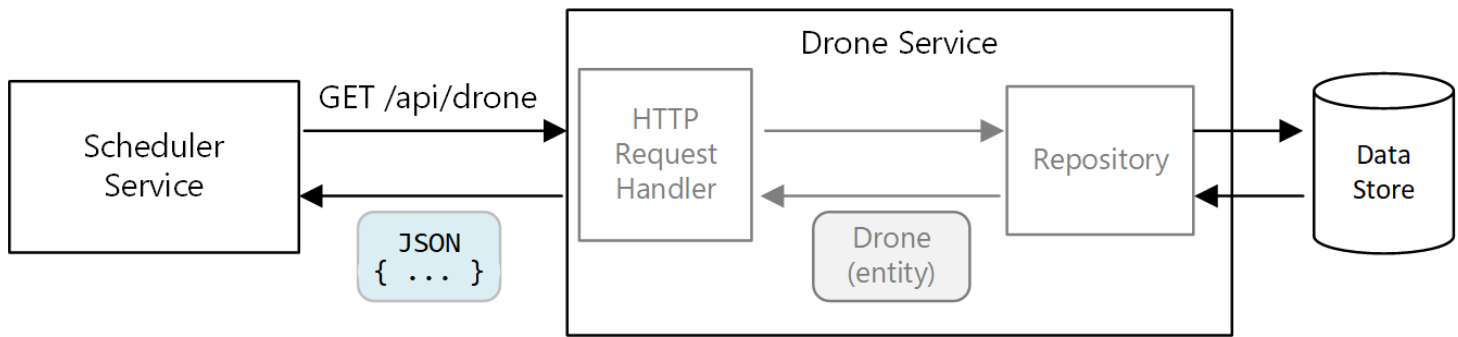 Drone Service
Scheduler
Service
GET /api/drone
JSON
{ ... }
HTTP
Request
Handler
Drone
(entity)
Repository
Data
Store